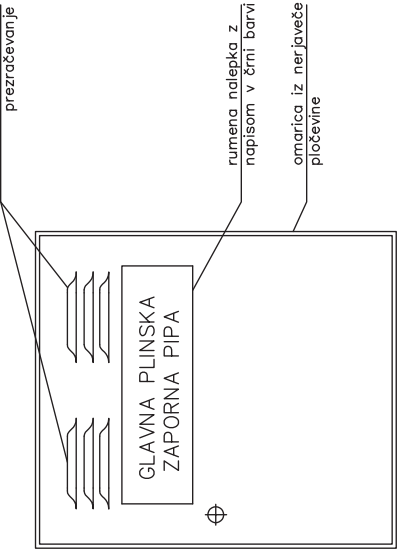 prezračevanje
rumena nalepka z
napisom v črni barvi
omarica iz nerjaveče
pločevine
GLAVNA PLINSKA
ZAPORNA PIPA